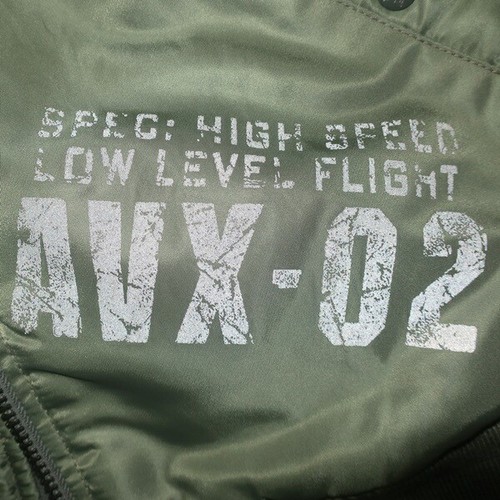 SPEC: HIGH SPEED
LOW LEVEL FLIGHT
AVX-02